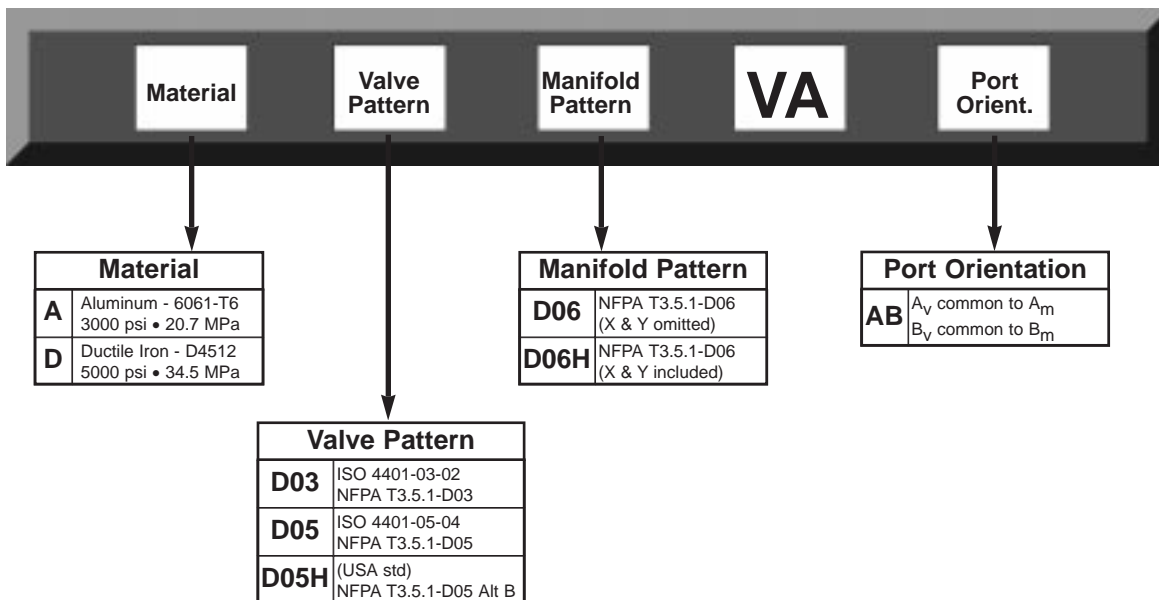 Material
Valve
Pattern
Manifold
Pattern
VA
Port
Orient.
Material
A
Aluminum - 6061-T6
3000 psi • 20.7 MPa
D
Ductile Iron - D4512
5000 psi • 34.5 MPa
Manifold Pattern
D06
NFPA T3.5.1-D06
(X & Y omitted)
D06H
NFPA T3.5.1-D06
(X & Y included)
Port Orientation
AB
Av common to Am
Bv common to Bm
Valve Pattern
D03
ISO 4401-03-02
NFPA T3.5.1-D03
D05
ISO 4401-05-04
NFPA T3.5.1-D05
D05H
(USA std)
NFPA T3.5.1-D05 Alt B